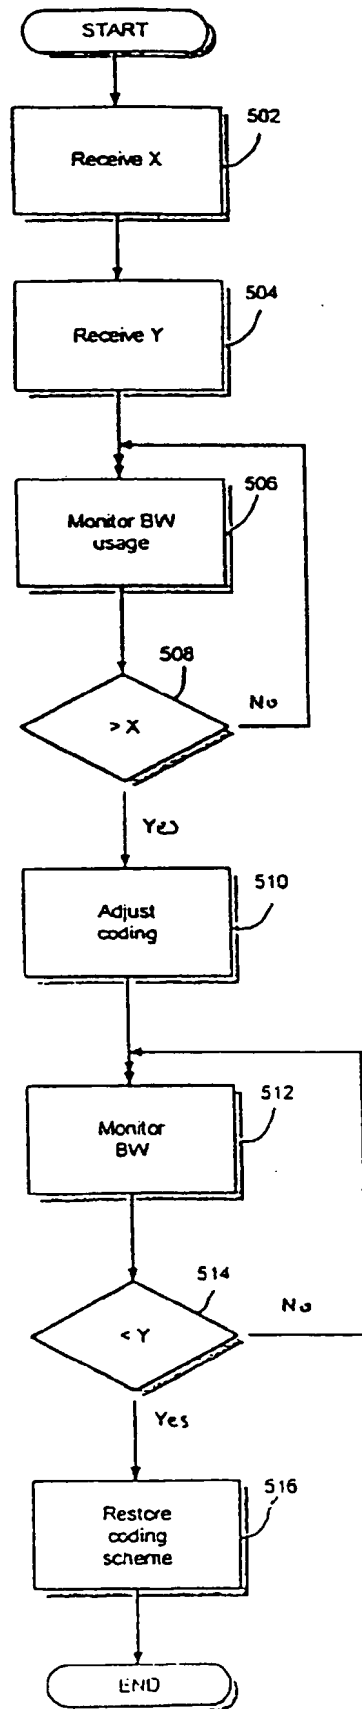 START
502
Receive X
504
Receive Y
506
Monitor BW
usage
508
> X
No
Yes
510
Adjust
coding
512
Monitor
BW
514
< Y
No
Yes
516
Restore
coding
scheme
END